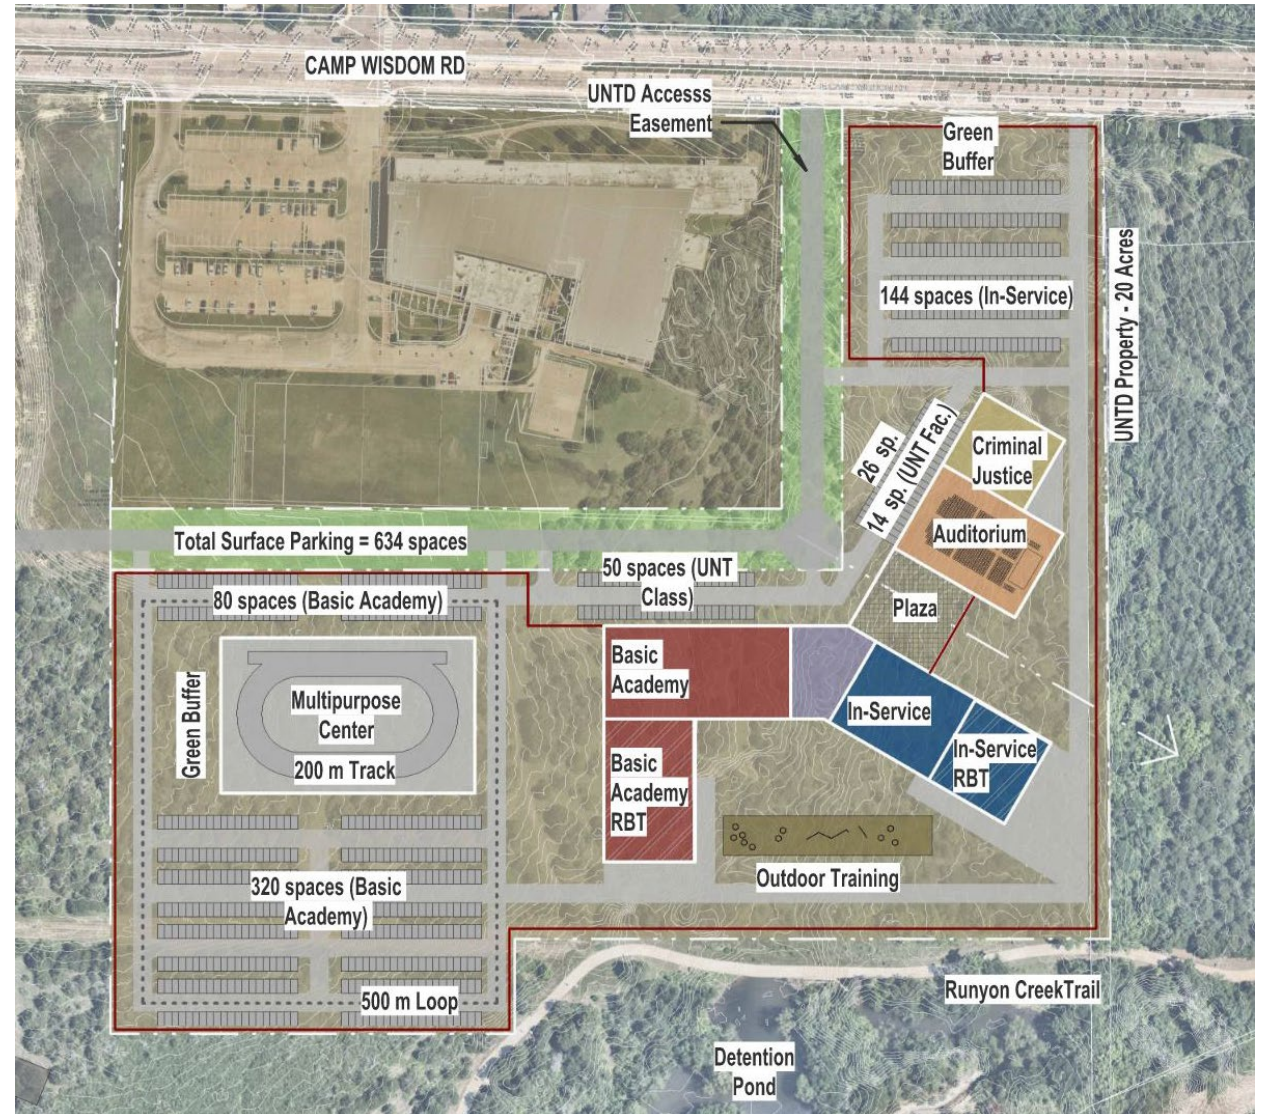 CAMP WISDOM RD
UNTD Accesss
Easement
Green
Buffer
144 spaces (In-Service)
UNTD Property - 20 Acres
26 sp.
14 sp. (UNT Fac.)
Criminal
Justice
Auditorium
Total Surface Parking = 634 spaces
50 spaces (UNT
Class)
80 spaces (Basic Academy)
Plaza
Green Buffer
Multipurpose
Center
200 m Track
Basic
Academy
In-Service
In-Service
RBT
Basic
Academy
RBT
320 spaces (Basic
Academy)
Outdoor Training
500 m Loop
Runyon CreekTrail
Detention
Pond